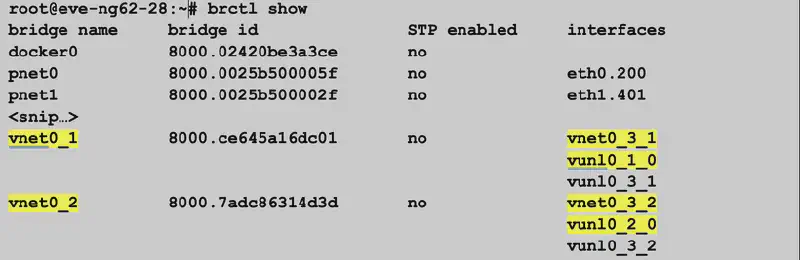 root@eve-ng62-28:~# brctl show
bridge name bridge id STP enabled interfaces
docker0 8000.02420be3a3ce no
pnet0 8000.0025b500005f no eth0.200
pnet1 8000.0025b500002f no eth1.401
<snip…>
vnet0_1 8000.ce645a16dc01 no vnet0_3_1
vunl0_1_0
vunl0_3_1
vnet0_2 8000.7adc86314d3d no vnet0_3_2
vunl0_2_0
vunl0_3_2